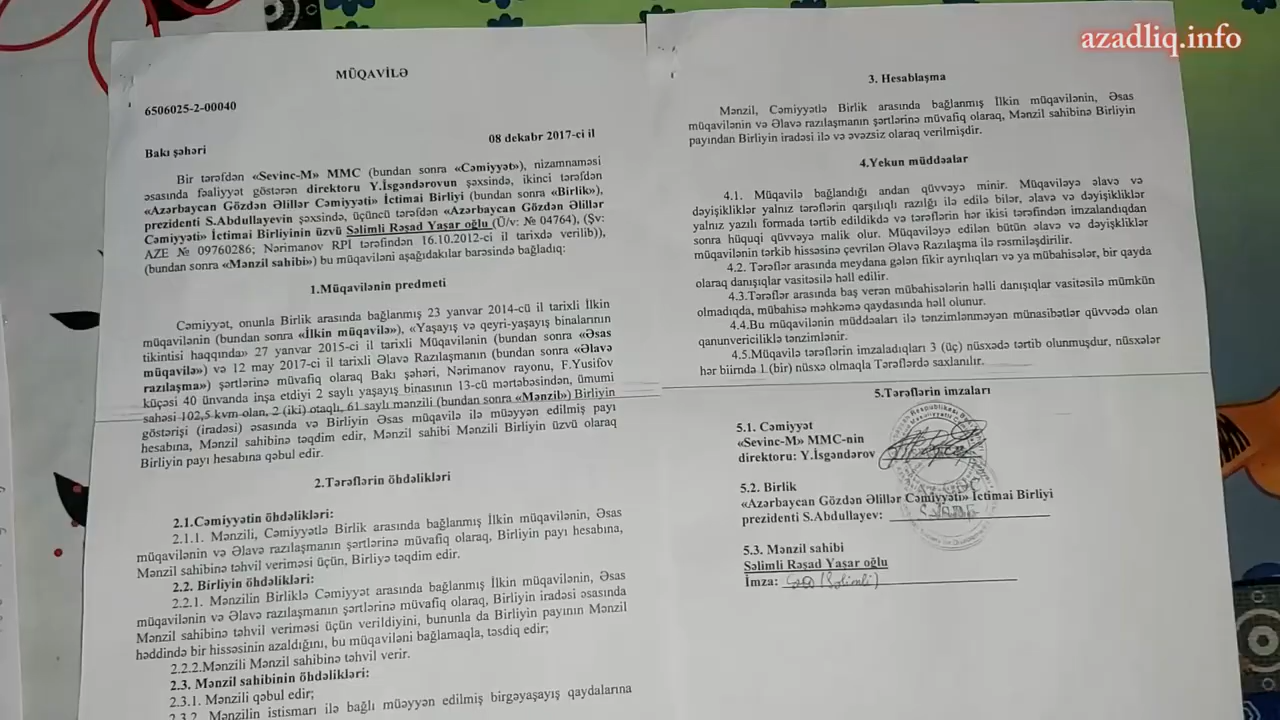 azadliq.info
MÜQAVİLƏ
6506025-2-00040
08 dekabr 2017-ci il
Bakı şəhəri
Bir tərəfdən «Sevinc-M» MMC (bundan sonra «Cəmiyyət»), nizamnaməsi
əsasında fəaliyyət göstərən direktoru Y.İsgəndərovun şəxsində, ikinci tərəfdən
«Azərbaycan Gözdən Əlillər Cəmiyyəti» İctimai Birliyi (bundan sonra «Birlik»),
prezidenti S.Abdullayevin şəxsində, üçüncü tərəfdən «Azərbaycan Gözdən Əlillər
Cəmiyyəti» İctimai Birliyinin üzvü Səlimli Rəşad Yaşar oğlu (Ü/v: № 04764), (Şv:
AZE № 09760286; Nərimanov RPİ tərəfindən 16.10.2012-ci il tarixdə verilib)),
(bundan sonra «Mənzil sahibi») bu müqaviləni aşağıdakılar barəsində bağladıq:
1.Müqavilənin predmeti
Cəmiyyət, onunla Birlik arasında bağlanmış 23 yanvar 2014-cü il tarixli İlkin
müqavilənin (bundan sonra «İlkin müqavilə»), «Yaşayış və qeyri-yaşayış binalarının
tikintisi haqqında» 27 yanvar 2015-ci il tarixli Müqavilənin (bundan sonra «Əsas
müqavilə») və 12 may 2017-ci il tarixli Əlavə Razılaşmanın (bundan sonra «Əlavə
razılaşma») şərtlərinə müvafiq olaraq Bakı şəhəri, Nərimanov rayonu, F.Yusifov
küçəsi 40 ünvanda inşa etdiyi 2 saylı yaşayış binasının 13-cü mərtəbəsindən, ümumi
sahəsi 102,5 kvm olan, 2 (iki) otaqlı, 61 saylı mənzili (bundan sonra «Mənzil») Birliyin
göstərişi (iradəsi) əsasında və Birliyin Əsas müqavilə ilə müəyyən edilmiş payı
hesabına, Mənzil sahibinə təqdim edir, Mənzil sahibi Mənzili Birliyin üzvü olaraq
Birliyin payı hesabına qəbul edir.
2.Tərəflərin öhdəlikləri
2.1.Cəmiyyətin öhdəlikləri:
2.1.1. Mənzili, Cəmiyyətlə Birlik arasında bağlanmış İlkin müqavilənin, Əsas
müqavilənin və Əlavə razılaşmanın şərtlərinə müvafiq olaraq, Birliyin payı hesabına,
Mənzil sahibinə təhvil veriməsi üçün, Birliyə təqdim edir.
2.2. Birliyin öhdəlikləri:
2.2.1. Mənzilin Birliklə Cəmiyyət arasında bağlanmış İlkin müqavilənin, Əsas
müqavilənin və Əlavə razılaşmanın şərtlərinə müvafiq olaraq, Birliyin iradəsi əsasında
Mənzil sahibinə təhvil verimәsi üçün verildiyini, bununla da Birliyin payının Mənzil
həddində bir hissəsinin azaldığını, bu müqaviləni bağlamaqla, təsdiq edir;
2.2.2.Mənzili Mənzil sahibinə təhvil verir.
2.3. Mənzil sahibinin öhdəlikləri:
2.3.1. Mənzili qəbul edir;
2.3.2. Mənzilin istismarı ilə bağlı müəyyən edilmiş birgəyaşayış qaydalarına
3. Hesablaşma
Mənzil, Cəmiyyətlə Birlik arasında bağlanmış İlkin müqavilənin, Əsas
müqavilənin və Əlavə razılaşmanın şərtlərinə müvafiq olaraq, Mənzil sahibinə Birliyin
payından Birliyin iradəsi ilə və əvəzsiz olaraq verilmişdir.
4.Yekun müddəalar
4.1. Müqavilə bağlandığı andan qüvvəyə minir. Müqaviləyə əlavə və
dəyişikliklər yalnız tərəflərin qarşılıqlı razılığı ilə edilə bilər, əlavə və dəyişikliklər
yalnız yazılı formada tərtib edildikdə və tərəflərin hər ikisi tərəfindən imzalandıqdan
sonra hüquqi qüvvəyə malik olur. Müqaviləyə edilən bütün əlavə və dəyişikliklər
müqavilənin tərkib hissəsinə çevrilən Əlavə Razılaşma ilə rəsmiləşdirilir.
4.2. Tərəflər arasında meydana gələn fikir ayrılıqları və ya mübahisələr, bir qayda
olaraq danışıqlar vasitəsilə həll edilir.
4.3.Tərəflər arasında baş verən mübahisələrin həlli danışıqlar vasitəsilə mümkün
olmadıqda, mübahisə məhkəmə qaydasında həll olunur.
4.4.Bu müqavilənin müddəaları ilə tənzimlənməyən münasibətlər qüvvədə olan
qanunvericiliklə tənzimlənir.
4.5.Müqavilə tərəflərin imzaladıqları 3 (üç) nüsxədə tərtib olunmuşdur, nüsxələr
hər biirndə 1 (bir) nüsxə olmaqla Tərəflərdə saxlanılır.
5.Tərəflərin imzaları
5.1. Cəmiyyət
«Sevinc-M» MMC-nin
direktoru: Y.İsgəndərov
5.2. Birlik
«Azərbaycan Gözdən Əlillər Cəmiyyəti» İctimai Birliyi
prezidenti S.Abdullayev:
5.3. Mənzil sahibi
Səlimli Rəşad Yaşar oğlu
İmza: (Səlimli)